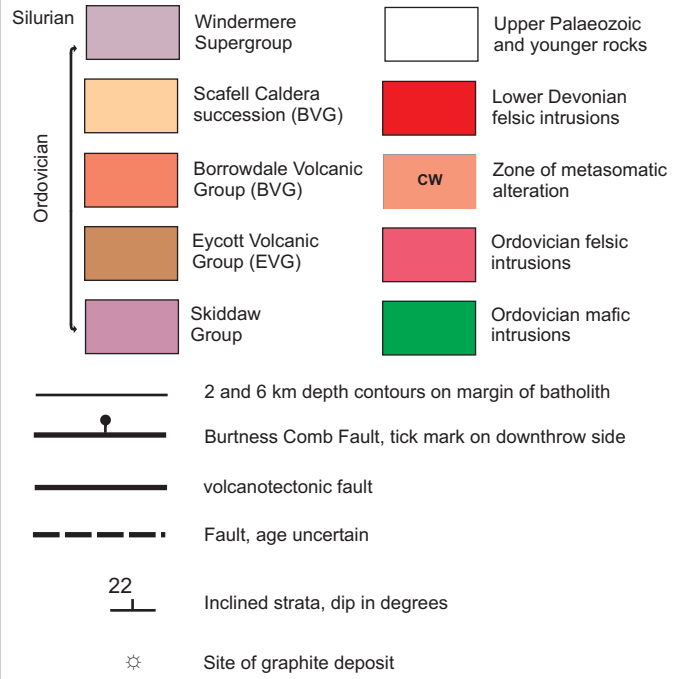 Silurian
Ordovician
Windermere
Supergroup
Scafell Caldera
succession (BVG)
Borrowdale Volcanic
Group (BVG)
Eycott Volcanic
Group (EVG)
Skiddaw
Group
Upper Palaeozoic
and younger rocks
Lower Devonian
felsic intrusions
CW
Zone of metasomatic
alteration
Ordovician felsic
intrusions
Ordovician mafic
intrusions
2 and 6 km depth contours on margin of batholith
Burtness Comb Fault, tick mark on downthrow side
volcanotectonic fault
Fault, age uncertain
22
Inclined strata, dip in degrees
Site of graphite deposit